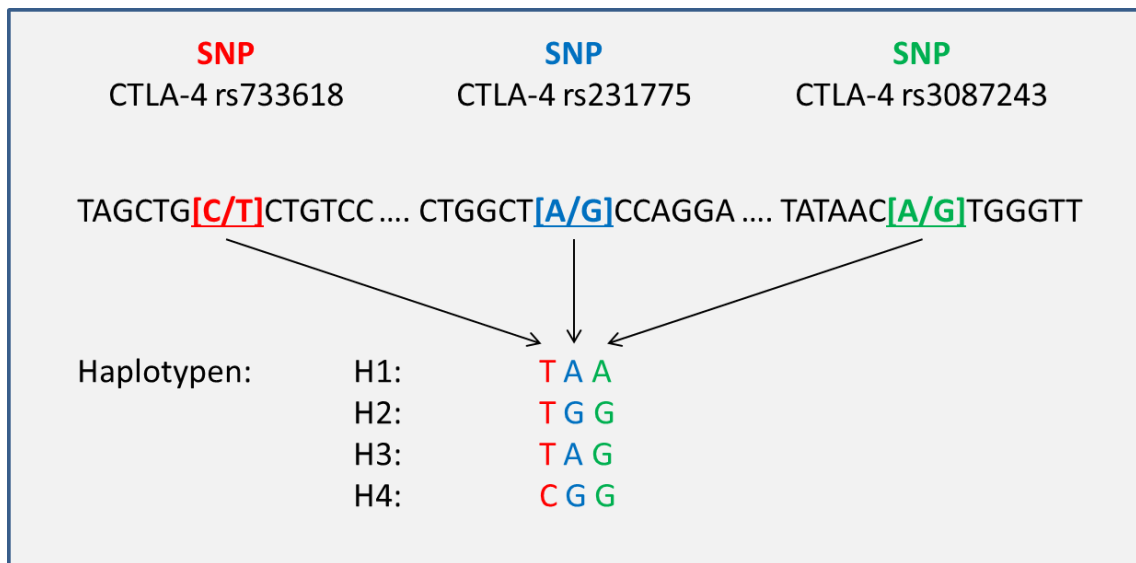 SNP SNP SNP
CTLA-4 rs733618 CTLA-4 rs231775 CTLA-4 rs3087243
TAGCTG[C/T]CTGTCC .... CTGGCT[A/G]CCAGGA .... TATAAC[A/G]TGGGTT
Haplotypen: H1: T A A
H2: T G G
H3: T A G
H4: C G G